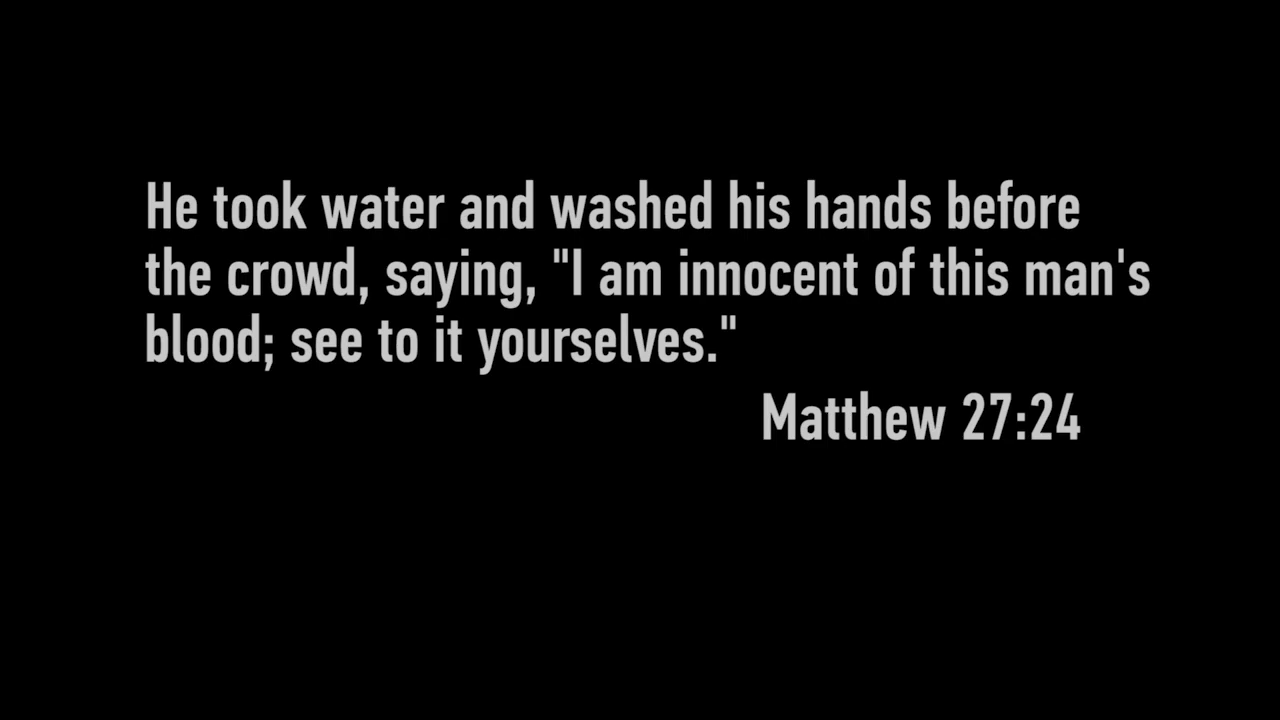 He took water and washed his hands before
the crowd, saying, "I am innocent of this man's
blood; see to it yourselves."
Matthew 27:24